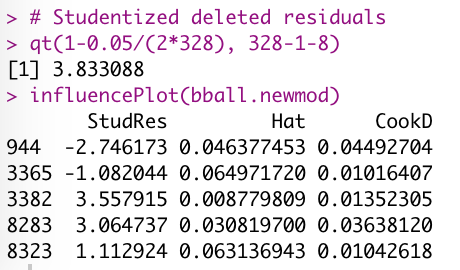 > # Studentized deleted residuals
> qt(1-0.05/(2*328), 328-1-8)
[1] 3.833088
> influencePlot(bball.newmod)
StudRes Hat CookD
944 -2.746173 0.046377453 0.04492704
3365 -1.082044 0.064971720 0.01016407
3382 3.557915 0.008779809 0.01352305
8283 3.064737 0.030819700 0.03638120
8323 1.112924 0.063136943 0.01042618